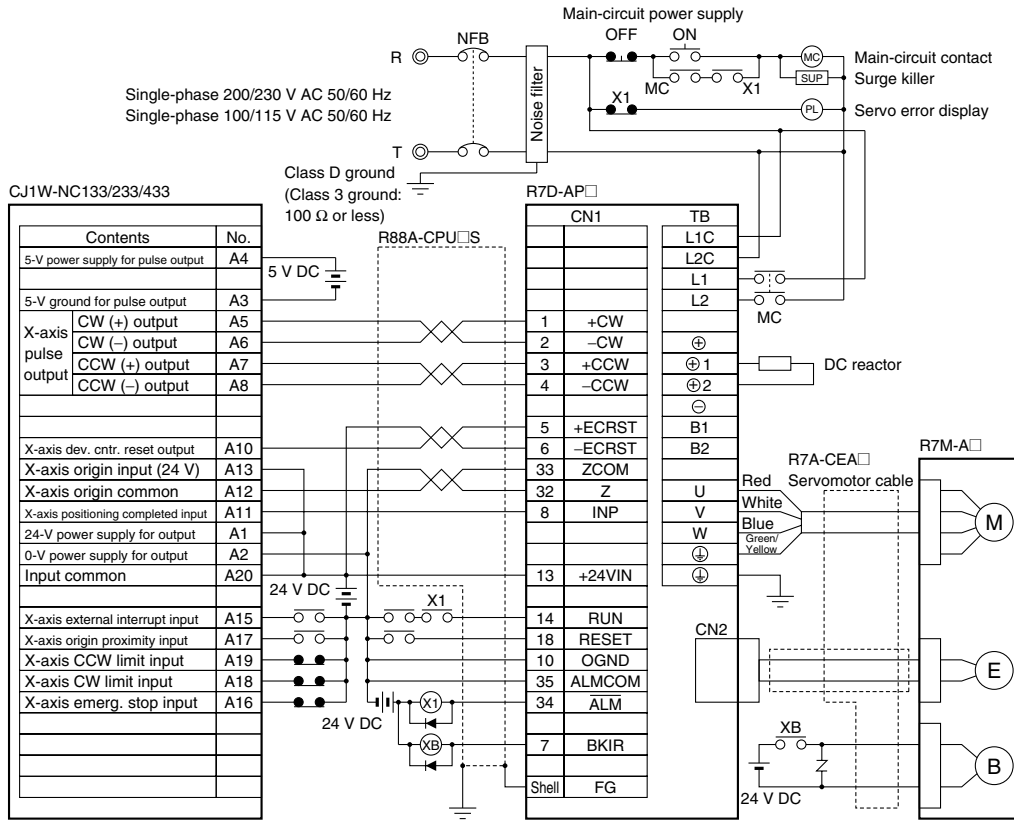 Main-circuit power supply
OFF ON
R NFB
MC Main-circuit contact
MC X1 SUP Surge killer
Single-phase 200/230 V AC 50/60 Hz
Single-phase 100/115 V AC 50/60 Hz
Noise filter
X1 PL Servo error display
T
Class D ground
(Class 3 ground:
100 Ω or less)
CJ1W-NC133/233/433
R7D-AP□
R88A-CPU□S
Contents No.
CN1 TB
L1C
5-V power supply for pulse output A4
5 V DC
L2C
L1
5-V ground for pulse output A3
L2
MC
X-axis pulse output
CW (+) output A5
1 +CW
CW (−) output A6
2 −CW ⊕
CCW (+) output A7
3 +CCW ⊕1
DC reactor
CCW (−) output A8
4 −CCW ⊕2
⊖
5 +ECRST B1
X-axis dev. cntr. reset output A10
6 −ECRST B2
X-axis origin input (24 V) A13
33 ZCOM
X-axis origin common A12
32 Z U
X-axis positioning completed input A11
8 INP V
24-V power supply for output A1
W
0-V power supply for output A2
Input common A20
24 V DC
13 +24VIN
X-axis external interrupt input A15
X1
14 RUN
X-axis origin proximity input A17
18 RESET
X-axis CCW limit input A19
10 OGND
X-axis CW limit input A18
35 ALMCOM
X-axis emerg. stop input A16
24 V DC
X1
34 ALM
XB
7 BKIR
Shell FG
R7M-A□
R7A-CEA□
Servomotor cable
Red
White
Blue
Green/
Yellow
M
CN2
E
XB
24 V DC
B